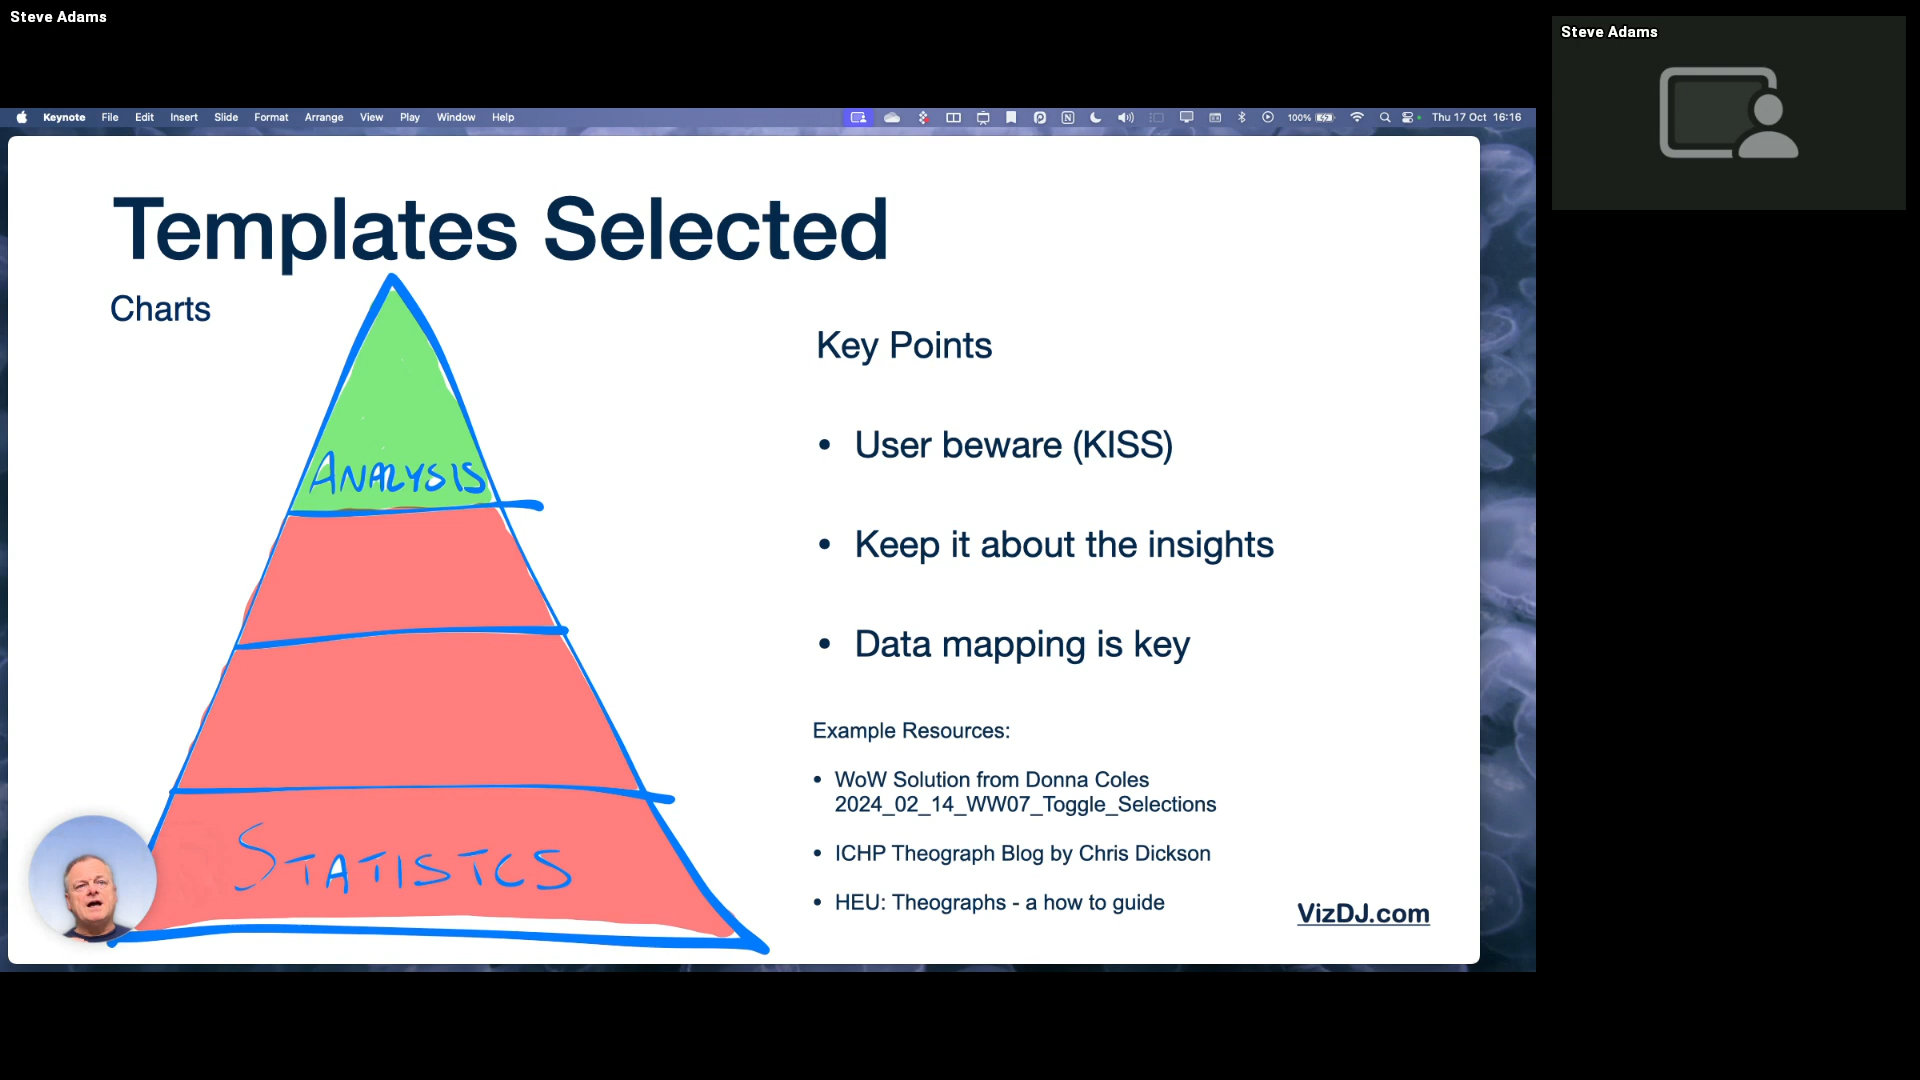 Steve Adams
Steve Adams
Keynote File Edit Insert Slide Format Arrange View Play Window Help
100% Thu 17 Oct 16:16
Templates Selected
Charts
Key Points
• User beware (KISS)
• Keep it about the insights
• Data mapping is key
ANALYSIS
STATISTCS
Example Resources:
• WoW Solution from Donna Coles
2024_02_14_WW07_Toggle_Selections
• ICHP Theograph Blog by Chris Dickson
• HEU: Theographs - a how to guide
VizDJ.com